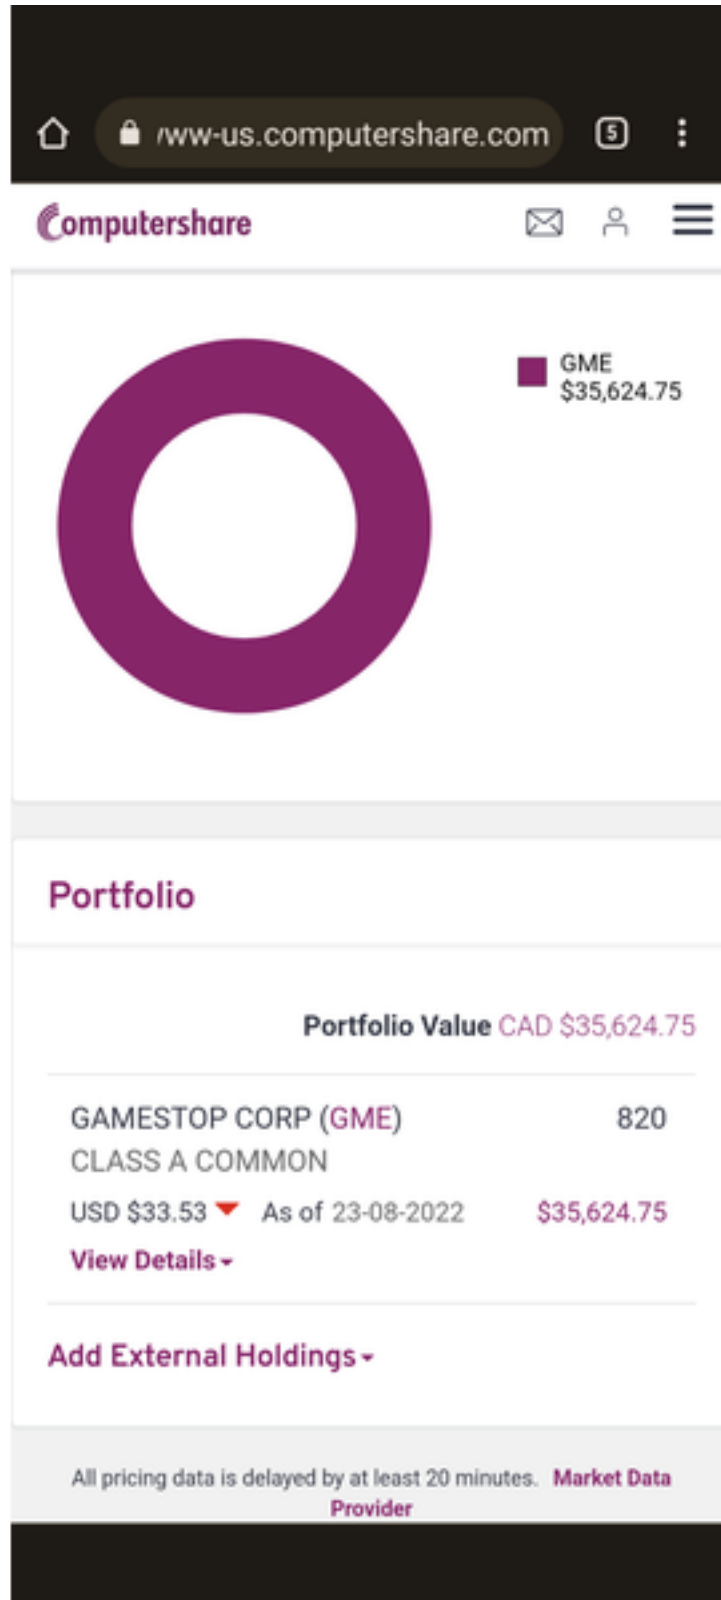 www-us.computershare.com 5
Computershare
GME
$35,624.75
Portfolio
Portfolio Value CAD $35,624.75
GAMESTOP CORP (GME) 820
CLASS A COMMON
USD $33.53 As of 23-08-2022 $35,624.75
View Details
Add External Holdings
All pricing data is delayed by at least 20 minutes. Market Data
Provider